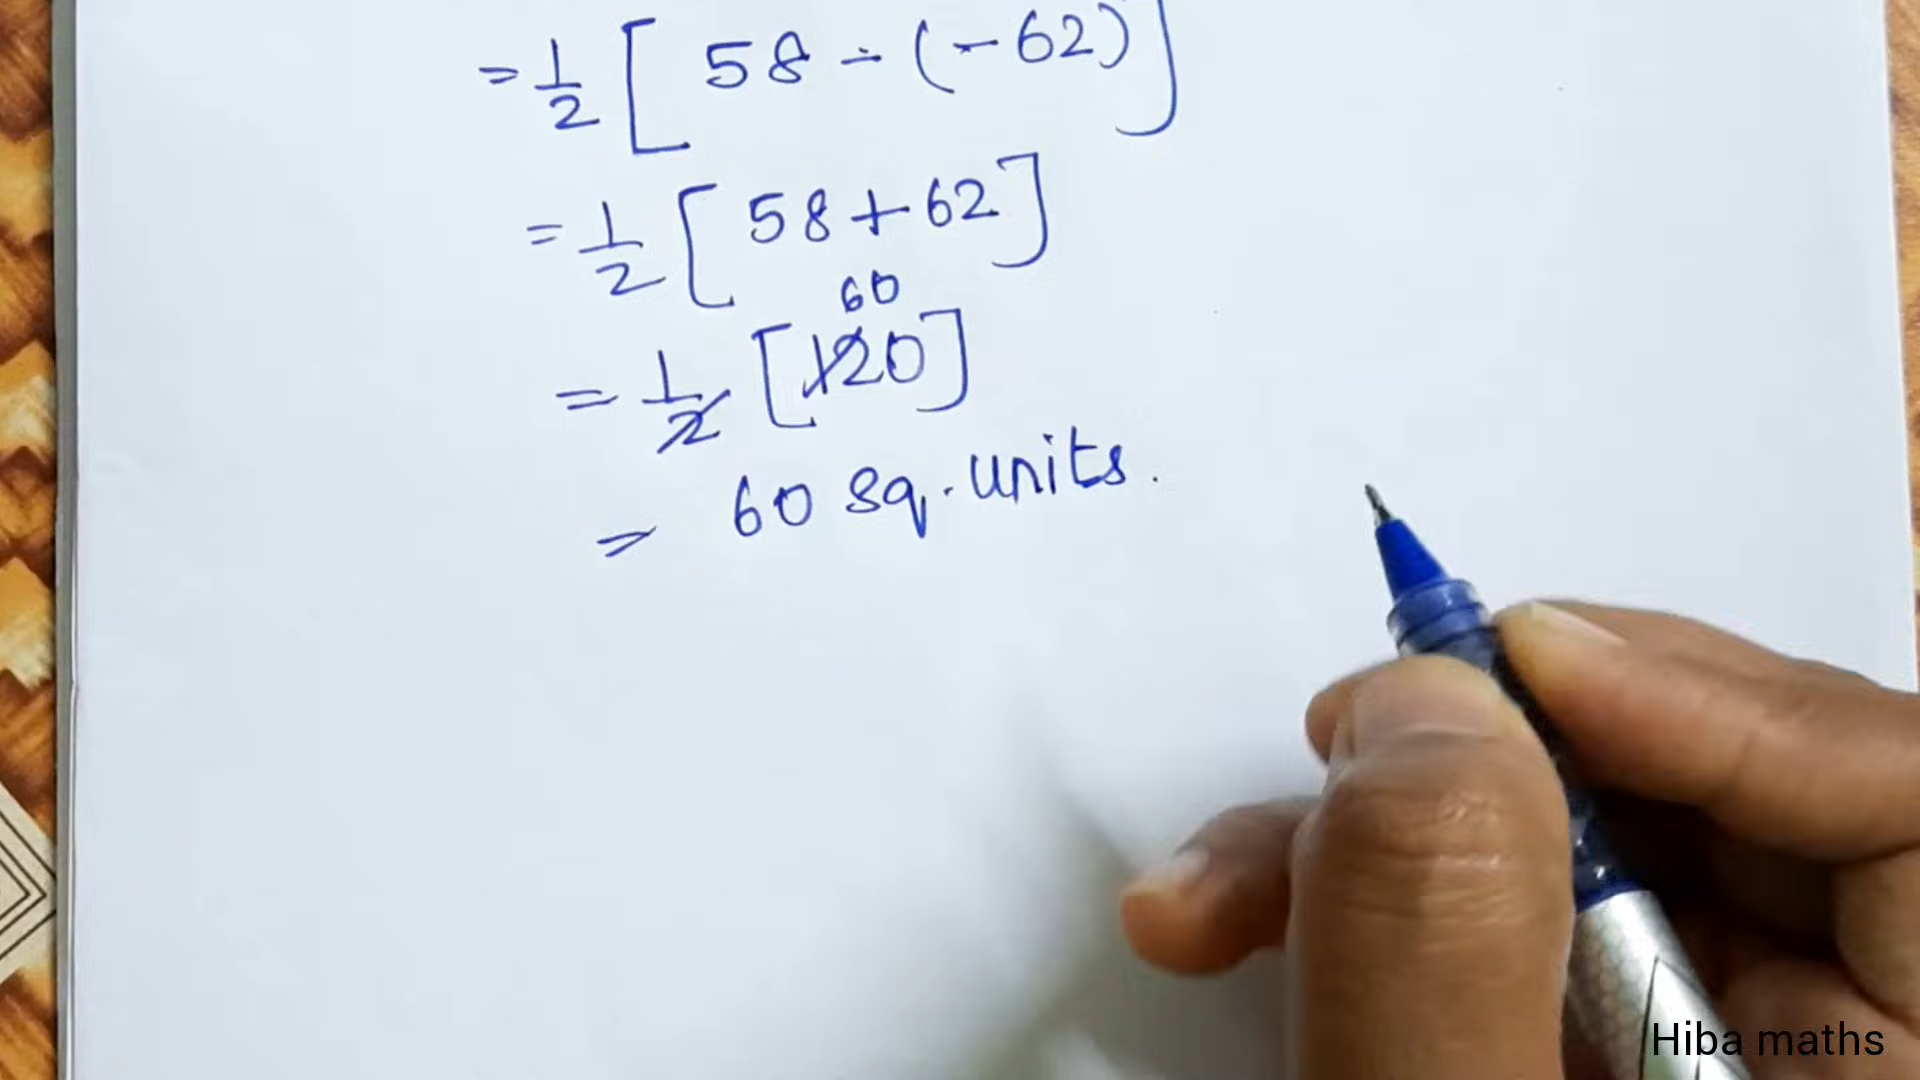 = 1/2 [ 58 - (-62) ]
= 1/2 [ 58 + 62 ]
60
= 1/2 [120]
= 60 sq. units.
Hiba maths